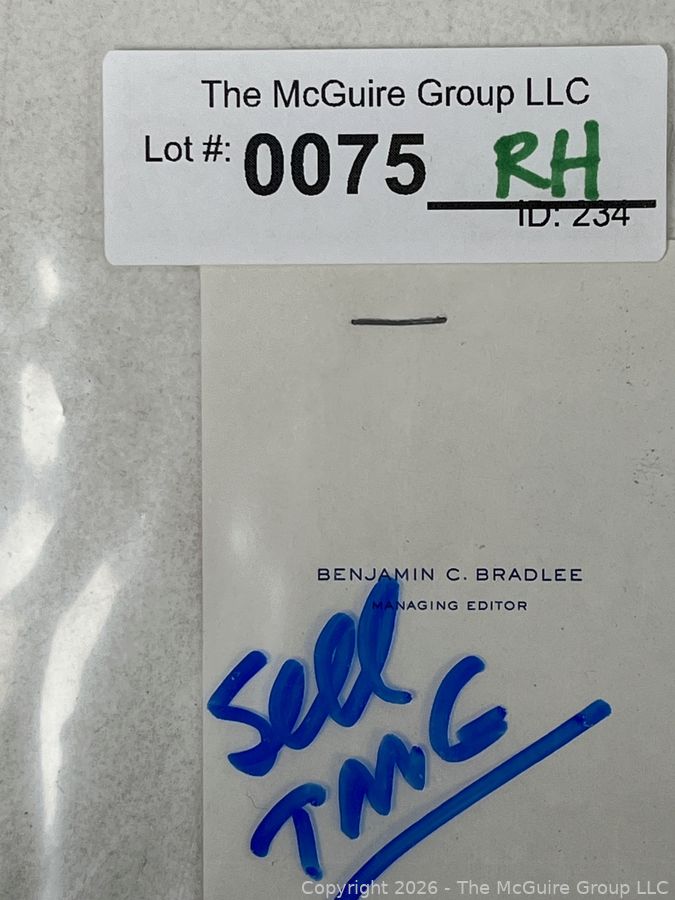 The McGuire Group LLC
Lot #: 0075 RH
ID: 234
BENJAMIN C. BRADLEE
MANAGING EDITOR
Sell
TMG
Copyright 2026 - The McGuire Group LLC